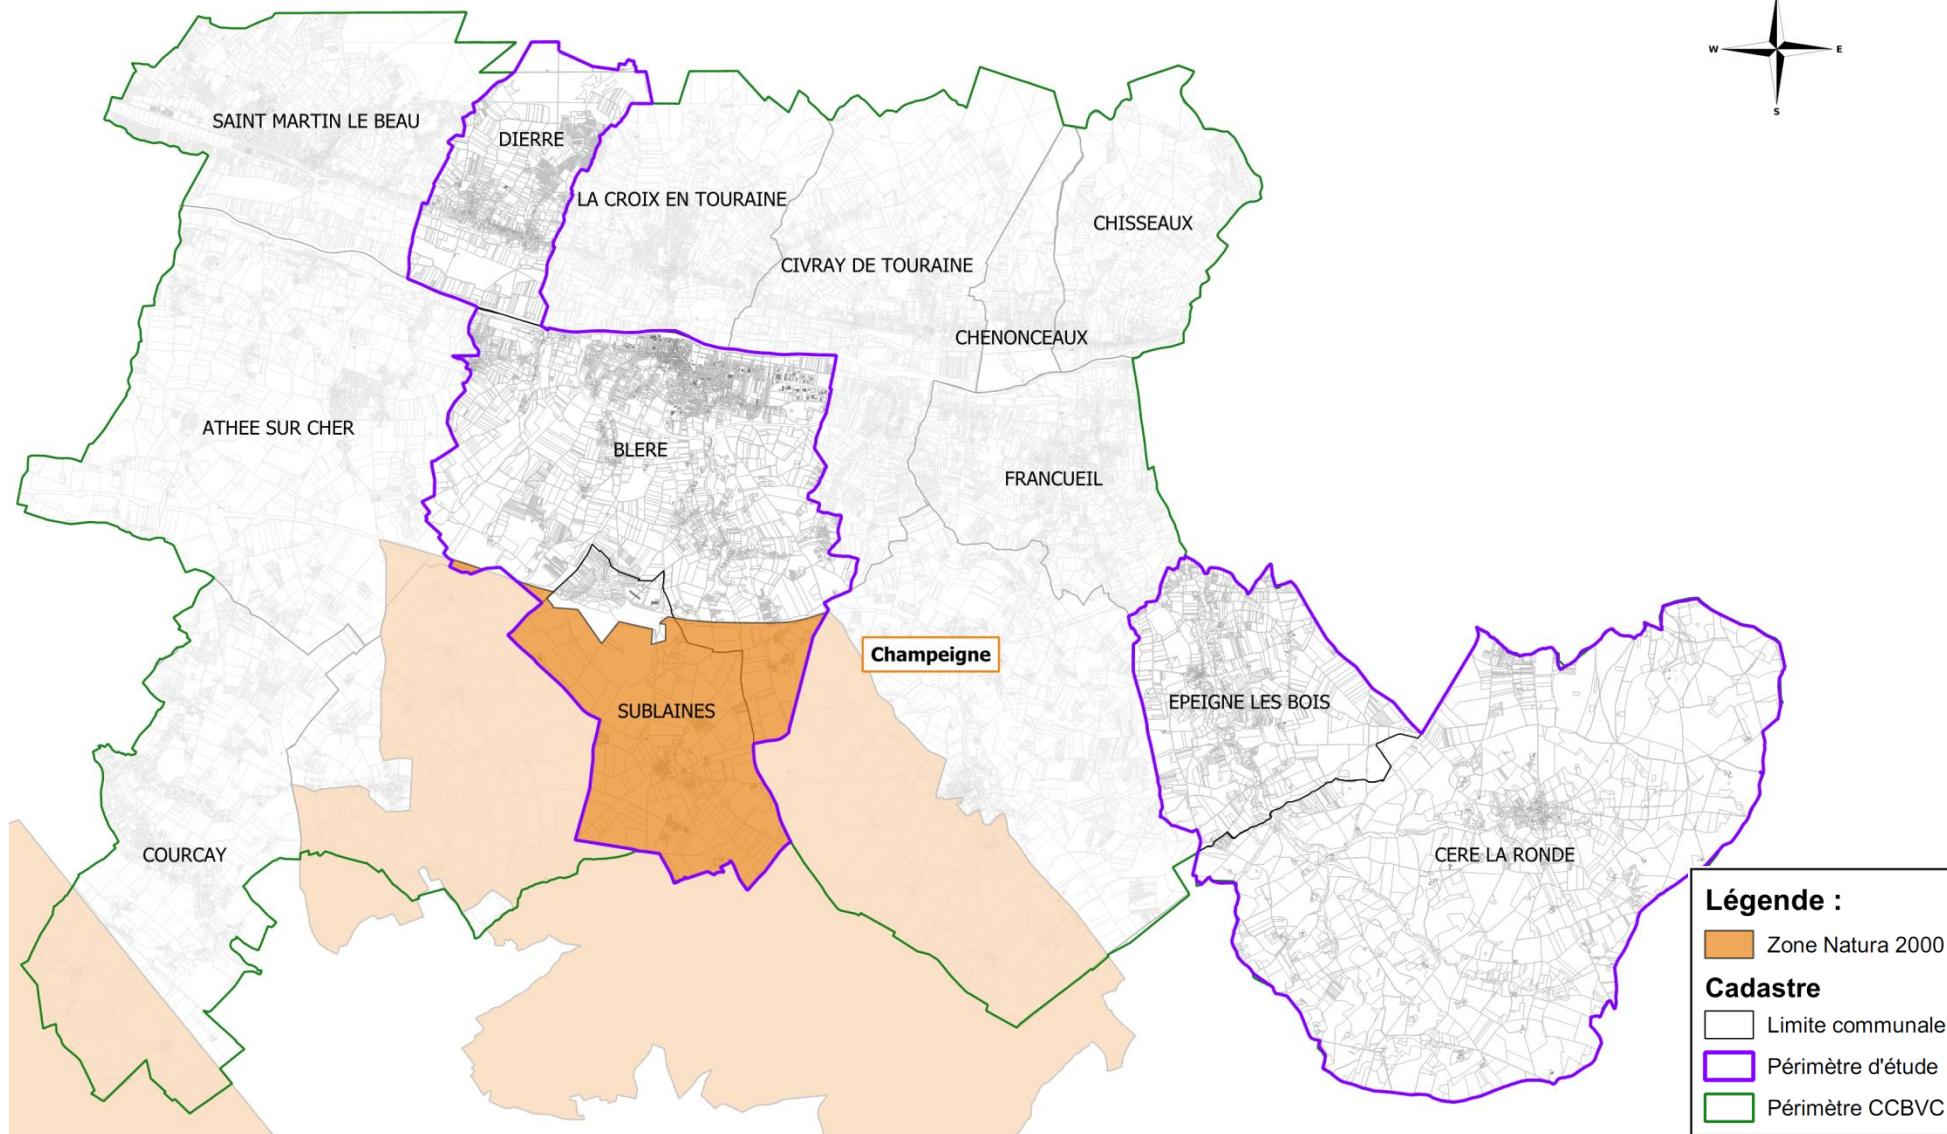 N
W
E
S
SAINT MARTIN LE BEAU
DIERRE
LA CROIX EN TOURAINE
CHISSEAUX
CIVRAY DE TOURAINE
CHENONCEAUX
ATHEE SUR CHER
BLERE
FRANCUEIL
Champeigne
EPEIGNE LES BOIS
SUBLAINES
COURCAY
CERE LA RONDE
Légende :
Zone Natura 2000
Cadastre
Limite communale
Périmètre d'étude
Périmètre CCBVC